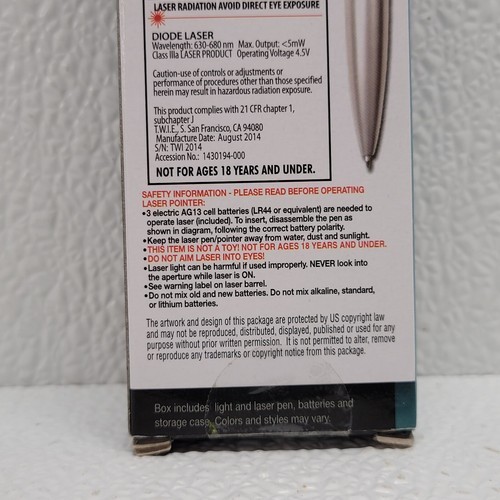 LASER RADIATION AVOID DIRECT EYE EXPOSURE
DIODE LASER
Wavelength: 630-680 nm Max. Output: <5mW
Class IIIa LASER PRODUCT Operating Voltage 4.5V
Caution-use of controls or adjustments or
performance of procedures other than those specified
herein may result in hazardous radiation exposure.
This product complies with 21 CFR chapter 1,
subchapter J
T.W.I.E., S. San Francisco, CA 94080
Manufacture Date: August 2014
S/N: TWI 2014
Accession No.: 1430194-000
NOT FOR AGES 18 YEARS AND UNDER.
SAFETY INFORMATION - PLEASE READ BEFORE OPERATING
LASER POINTER:
•3 electric AG13 cell batteries (LR44 or equivalent) are needed to
operate laser (included). To insert, disassemble the pen as
shown in diagram, following the correct battery polarity.
•Keep the laser pen/pointer away from water, dust and sunlight.
•THIS ITEM IS NOT A TOY! NOT FOR AGES 18 YEARS AND UNDER.
•DO NOT AIM LASER INTO EYES!
•Laser light can be harmful if used improperly. NEVER look into
the aperture while laser is ON.
•See warning label on laser barrel.
•Do not mix old and new batteries. Do not mix alkaline, standard,
or lithium batteries.
The artwork and design of this package are protected by US copyright law
and may not be reproduced, distributed, displayed, published or used for any
purpose without prior written permission. It is not permitted to alter, remove
or reproduce any trademarks or copyright notice from this package.
Box includes light and laser pen, batteries and
storage case. Colors and styles may vary.